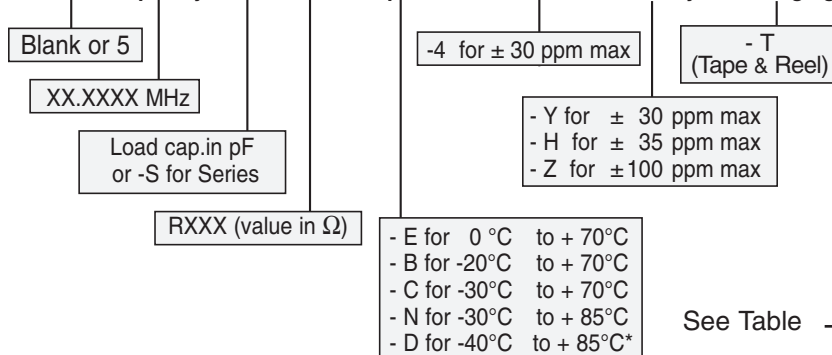 Blank or 5
-4 for ± 30 ppm max
- T
(Tape & Reel)
XX.XXXX MHz
- Y for ± 30 ppm max
- H for ± 35 ppm max
- Z for ±100 ppm max
Load cap.in pF
or -S for Series
RXXX (value in Ω)
- E for 0 °C to + 70°C
- B for -20°C to + 70°C
- C for -30°C to + 70°C
- N for -30°C to + 85°C
- D for -40°C to + 85°C*
See Table